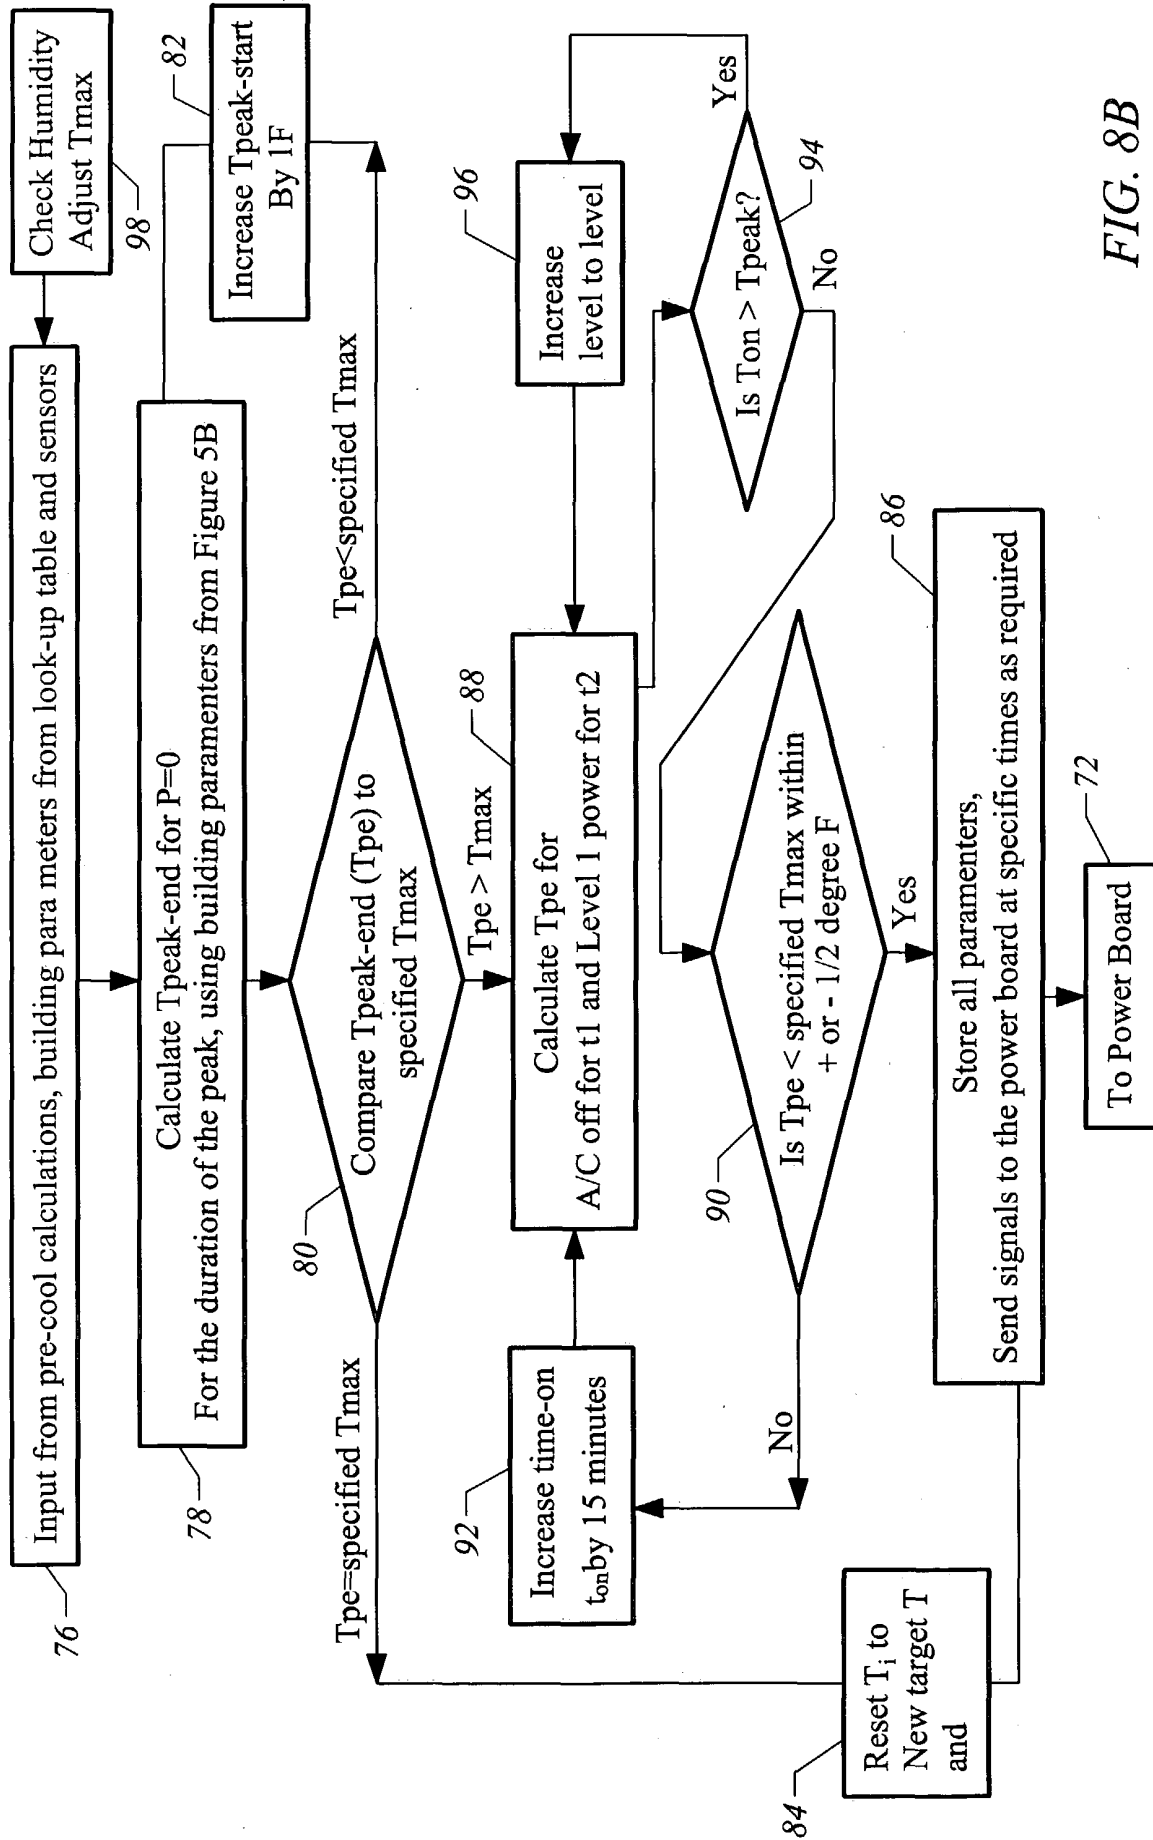 Check Humidity
Adjust Tmax
98
Input from pre-cool calculations, building para meters from look-up table and sensors
76
Calculate Tpeak-end for P=0
For the duration of the peak, using building paramenters from Figure 5B
78
82
Increase Tpeak-start
By 1F
Compare Tpeak-end (Tpe) to
specified Tmax
80
Tpe=specified Tmax
Tpe<specified Tmax
Tpe > Tmax
88
Calculate Tpe for
A/C off for t1 and Level 1 power for t2
92
Increase time-on
tonby 15 minutes
96
Increase
level to level
Yes
Is Ton > Tpeak?
94
No
90
Is Tpe < specified Tmax within
+ or - 1/2 degree F
No
Yes
84
Reset Ti to
New target T
and
86
Store all paramenters,
Send signals to the power board at specific times as required
72
To Power Board
FIG. 8B